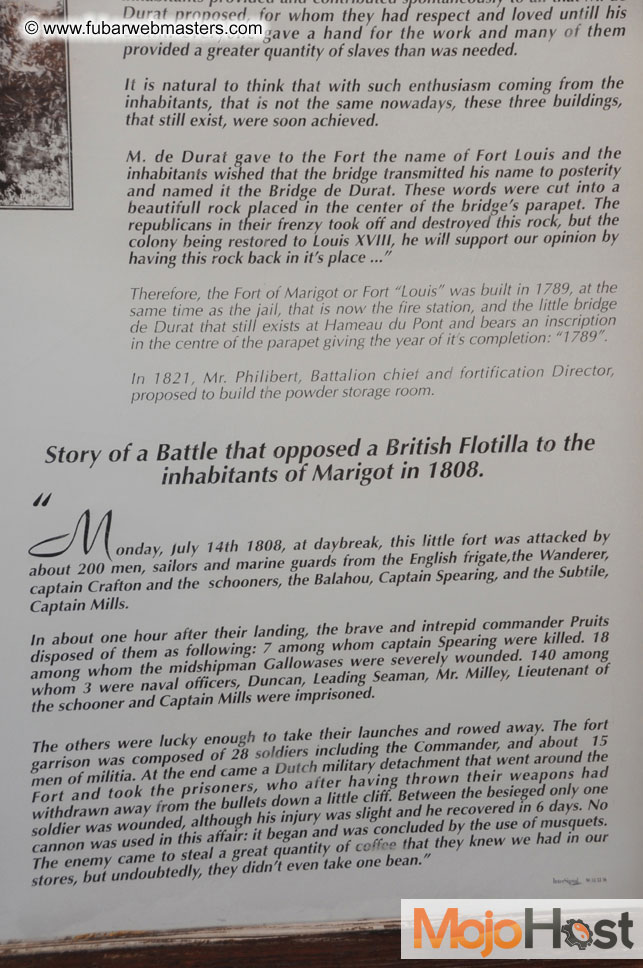 © www.fubarwebmasters.com
inhabitants provided and contributed spontaneously to all that M. de
Durat proposed, for whom they had respect and loved untill his
gave a hand for the work and many of them
provided a greater quantity of slaves than was needed.
It is natural to think that with such enthusiasm coming from the
inhabitants, that is not the same nowadays, these three buildings,
that still exist, were soon achieved.
M. de Durat gave to the Fort the name of Fort Louis and the
inhabitants wished that the bridge transmitted his name to posterity
and named it the Bridge de Durat. These words were cut into a
beautifull rock placed in the center of the bridge's parapet. The
republicans in their frenzy took off and destroyed this rock, but the
colony being restored to Louis XVIII, he will support our opinion by
having this rock back in it's place ..."
Therefore, the Fort of Marigot or Fort "Louis" was built in 1789, at the
same time as the jail, that is now the fire station, and the little bridge
de Durat that still exists at Hameau du Pont and bears an inscription
in the centre of the parapet giving the year of it's completion: "1789".
In 1821, Mr. Philibert, Battalion chief and fortification Director,
proposed to build the powder storage room.
Story of a Battle that opposed a British Flotilla to the
inhabitants of Marigot in 1808.
"
Monday, July 14th 1808, at daybreak, this little fort was attacked by
about 200 men, sailors and marine guards from the English frigate,the Wanderer,
captain Crafton and the schooners, the Balahou, Captain Spearing, and the Subtile,
Captain Mills.
In about one hour after their landing, the brave and intrepid commander Pruits
disposed of them as following: 7 among whom captain Spearing were killed. 18
among whom the midshipman Gallowases were severely wounded. 140 among
whom 3 were naval officers, Duncan, Leading Seaman, Mr. Milley, Lieutenant of
the schooner and Captain Mills were imprisoned.
The others were lucky enough to take their launches and rowed away. The fort
garrison was composed of 28 soldiers including the Commander, and about 15
men of militia. At the end came a Dutch military detachment that went around the
Fort and took the prisoners, who after having thrown their weapons had
withdrawn away from the bullets down a little cliff. Between the besieged only one
soldier was wounded, although his injury was slight and he recovered in 6 days. No
cannon was used in this affair: it began and was concluded by the use of musquets.
The enemy came to steal a great quantity of coffee that they knew we had in our
stores, but undoubtedly, they didn't even take one bean."
MojoHost